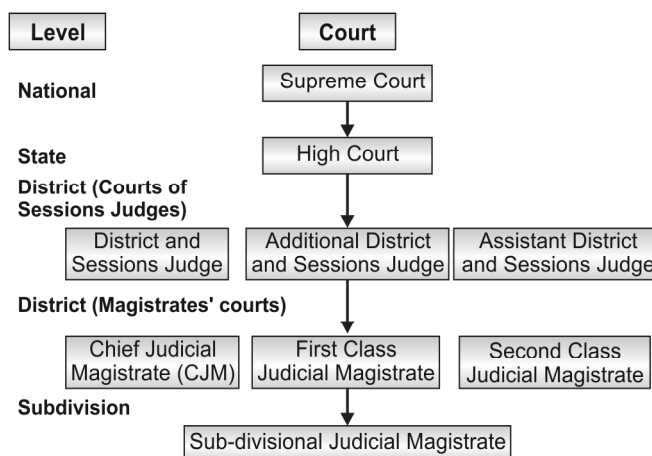 Level
Court
National
Supreme Court
State
High Court
District (Courts of
Sessions Judges)
District and
Sessions Judge
Additional District
and Sessions Judge
Assistant District
and Sessions Judge
District (Magistrates' courts)
Chief Judicial
Magistrate (CJM)
First Class
Judicial Magistrate
Second Class
Judicial Magistrate
Subdivision
Sub-divisional Judicial Magistrate